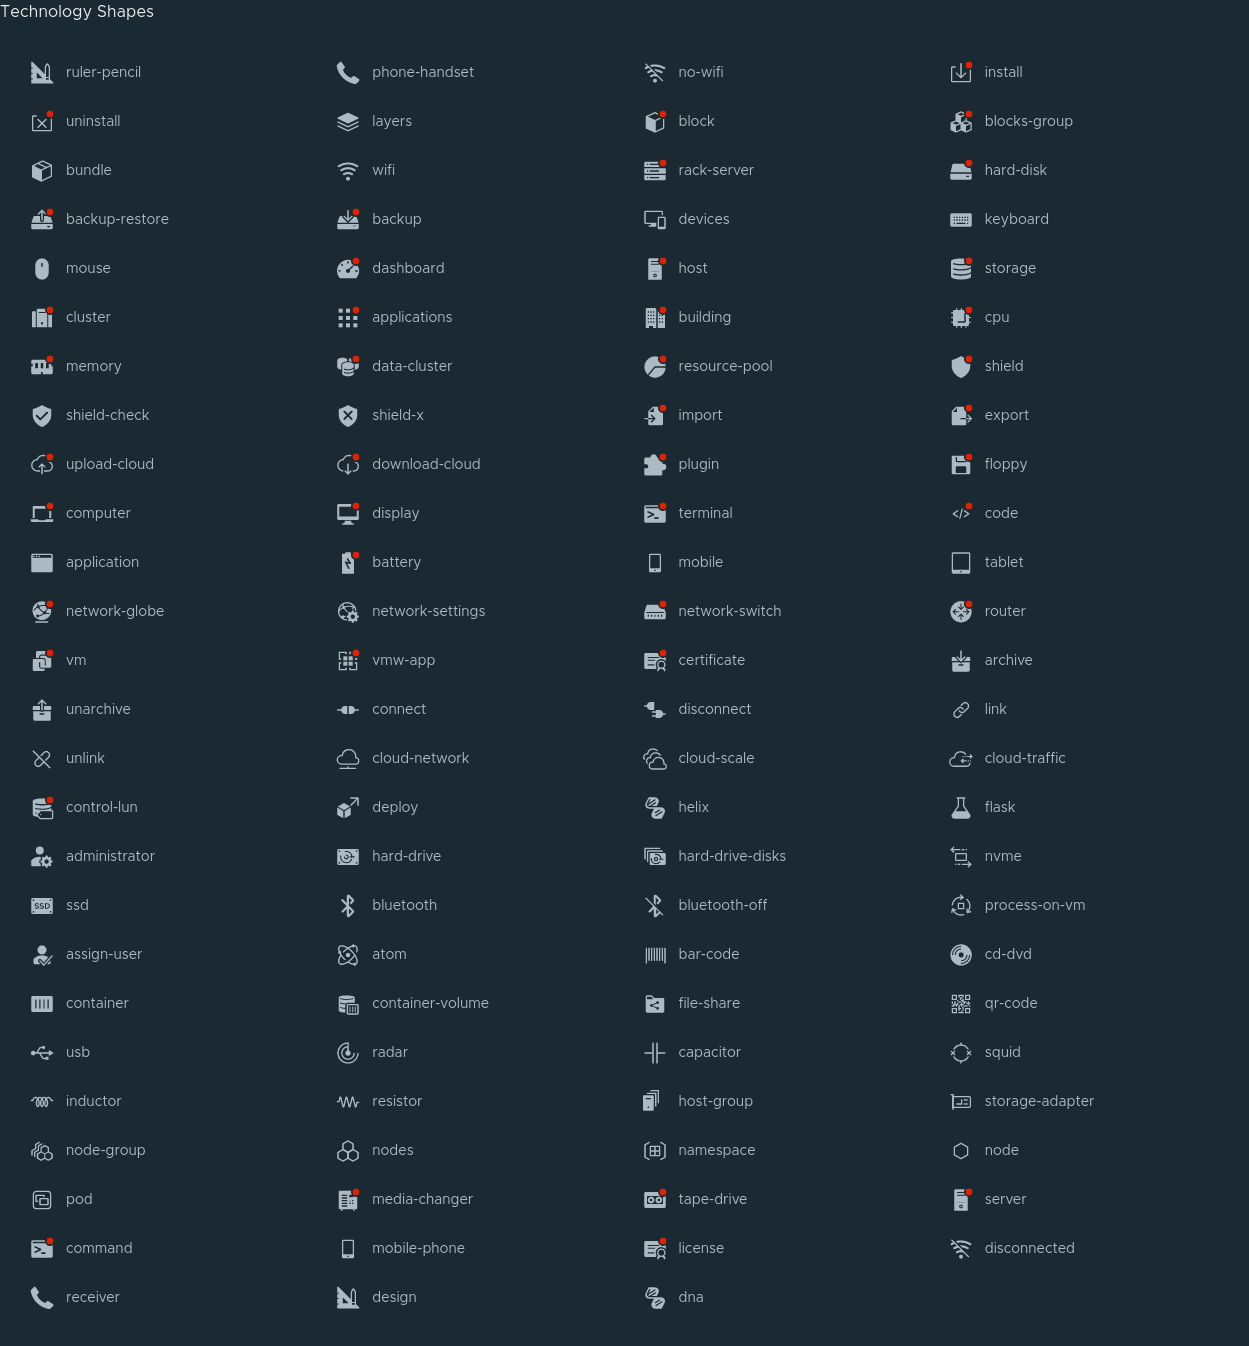 Technology Shapes
ruler-pencil phone-handset no-wifi install
uninstall layers block blocks-group
bundle wifi rack-server hard-disk
backup-restore backup devices keyboard
mouse dashboard host storage
cluster applications building cpu
memory data-cluster resource-pool shield
shield-check shield-x import export
upload-cloud download-cloud plugin floppy
computer display terminal code
application battery mobile tablet
network-globe network-settings network-switch router
vm vmw-app certificate archive
unarchive connect disconnect link
unlink cloud-network cloud-scale cloud-traffic
control-lun deploy helix flask
administrator hard-drive hard-drive-disks nvme
SSD ssd bluetooth bluetooth-off process-on-vm
assign-user atom bar-code cd-dvd
container container-volume file-share qr-code
usb radar capacitor squid
inductor resistor host-group storage-adapter
node-group nodes namespace node
pod media-changer tape-drive server
command mobile-phone license disconnected
receiver design dna